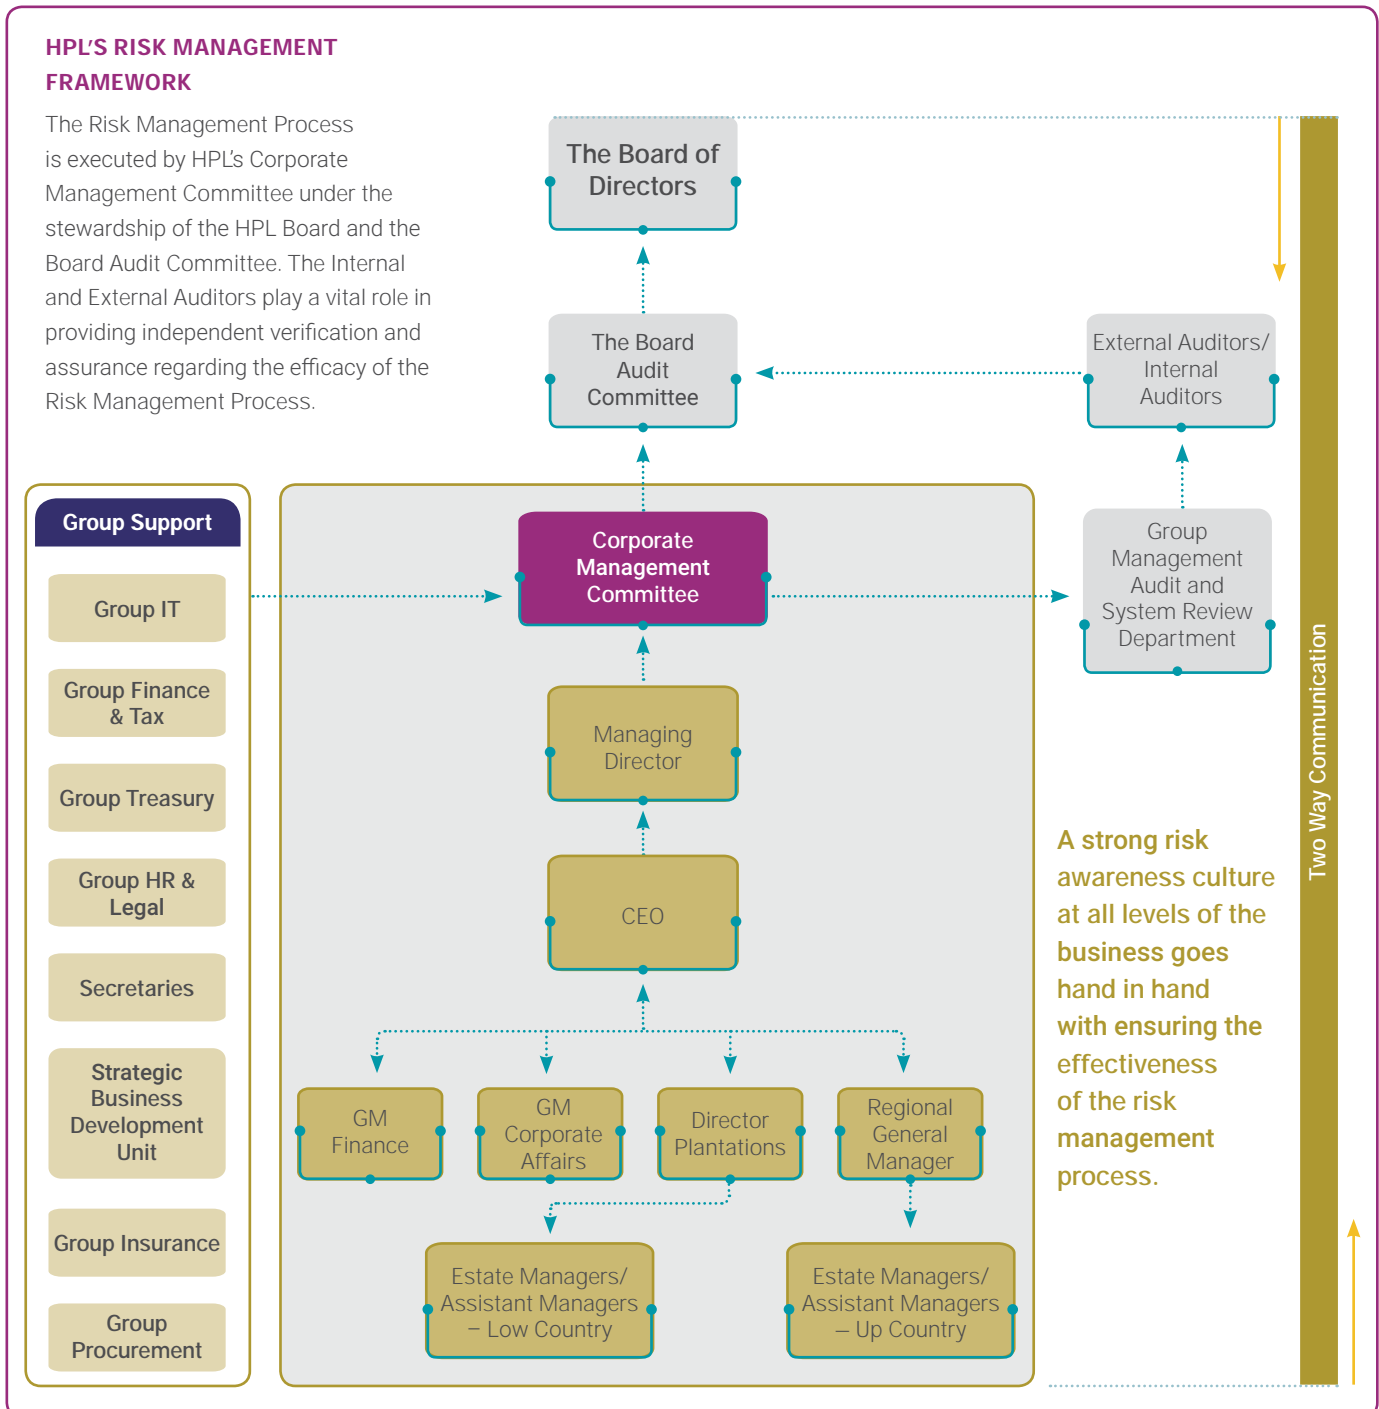 HPL'S RISK MANAGEMENT
FRAMEWORK
The Risk Management Process
is executed by HPL's Corporate
Management Committee under the
stewardship of the HPL Board and the
Board Audit Committee. The Internal
and External Auditors play a vital role in
providing independent verification and
assurance regarding the efficacy of the
Risk Management Process.
The Board of
Directors
The Board
Audit
Committee
External Auditors/
Internal
Auditors
Group Support
Group IT
Group Finance
& Tax
Group Treasury
Group HR &
Legal
Secretaries
Strategic
Business
Development
Unit
Group Insurance
Group
Procurement
Corporate
Management
Committee
Group
Management
Audit and
System Review
Department
Managing
Director
CEO
GM
Finance
GM
Corporate
Affairs
Director
Plantations
Regional
General
Manager
Estate Managers/
Assistant Managers
– Low Country
Estate Managers/
Assistant Managers
– Up Country
A strong risk
awareness culture
at all levels of the
business goes
hand in hand
with ensuring the
effectiveness
of the risk
management
process.
Two Way Communication